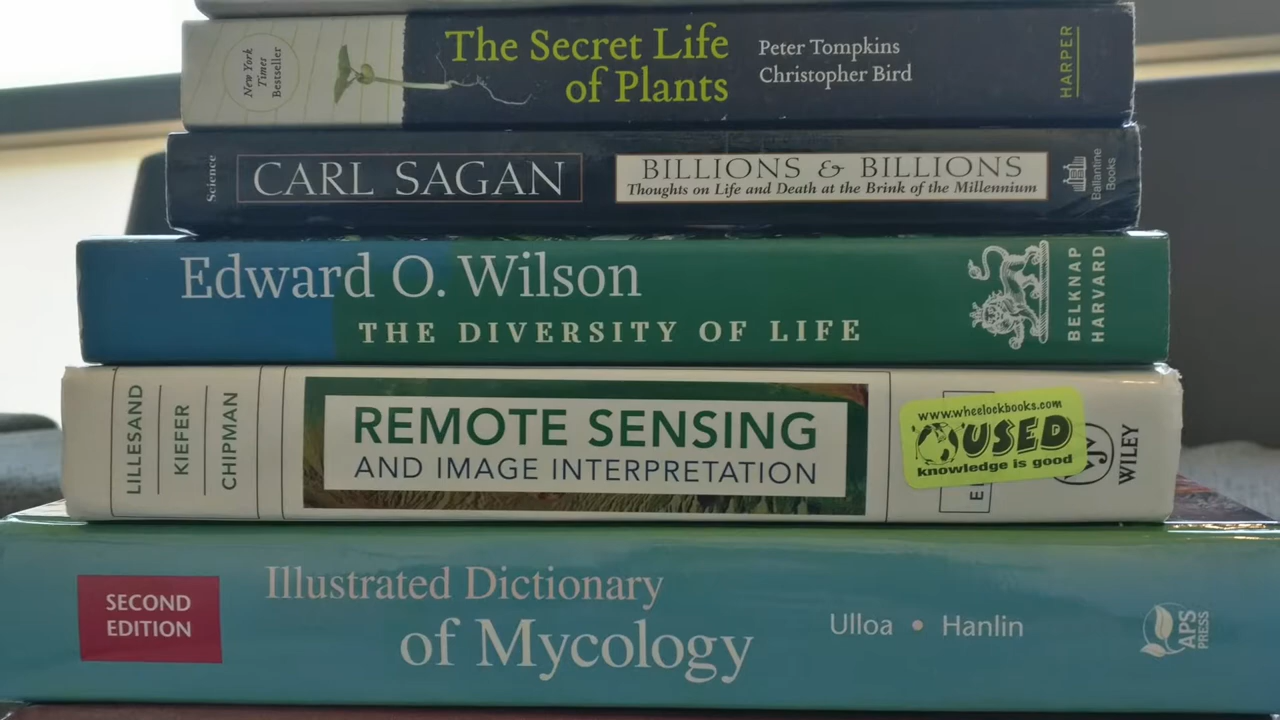 New York
Times
Bestseller
The Secret Life
of Plants
Peter Tompkins
Christopher Bird
HARPER
Science
CARL SAGAN
BILLIONS & BILLIONS
Thoughts on Life and Death at the Brink of the Millennium
Ballantine
Books
Edward O. Wilson
THE DIVERSITY OF LIFE
BELKNAP
HARVARD
LILLESAND
KIEFER
CHIPMAN
REMOTE SENSING
AND IMAGE INTERPRETATION
www.wheelockbooks.com
USED
knowledge is good
WILEY
SECOND
EDITION
Illustrated Dictionary
of Mycology
Ulloa • Hanlin
APS
PRESS